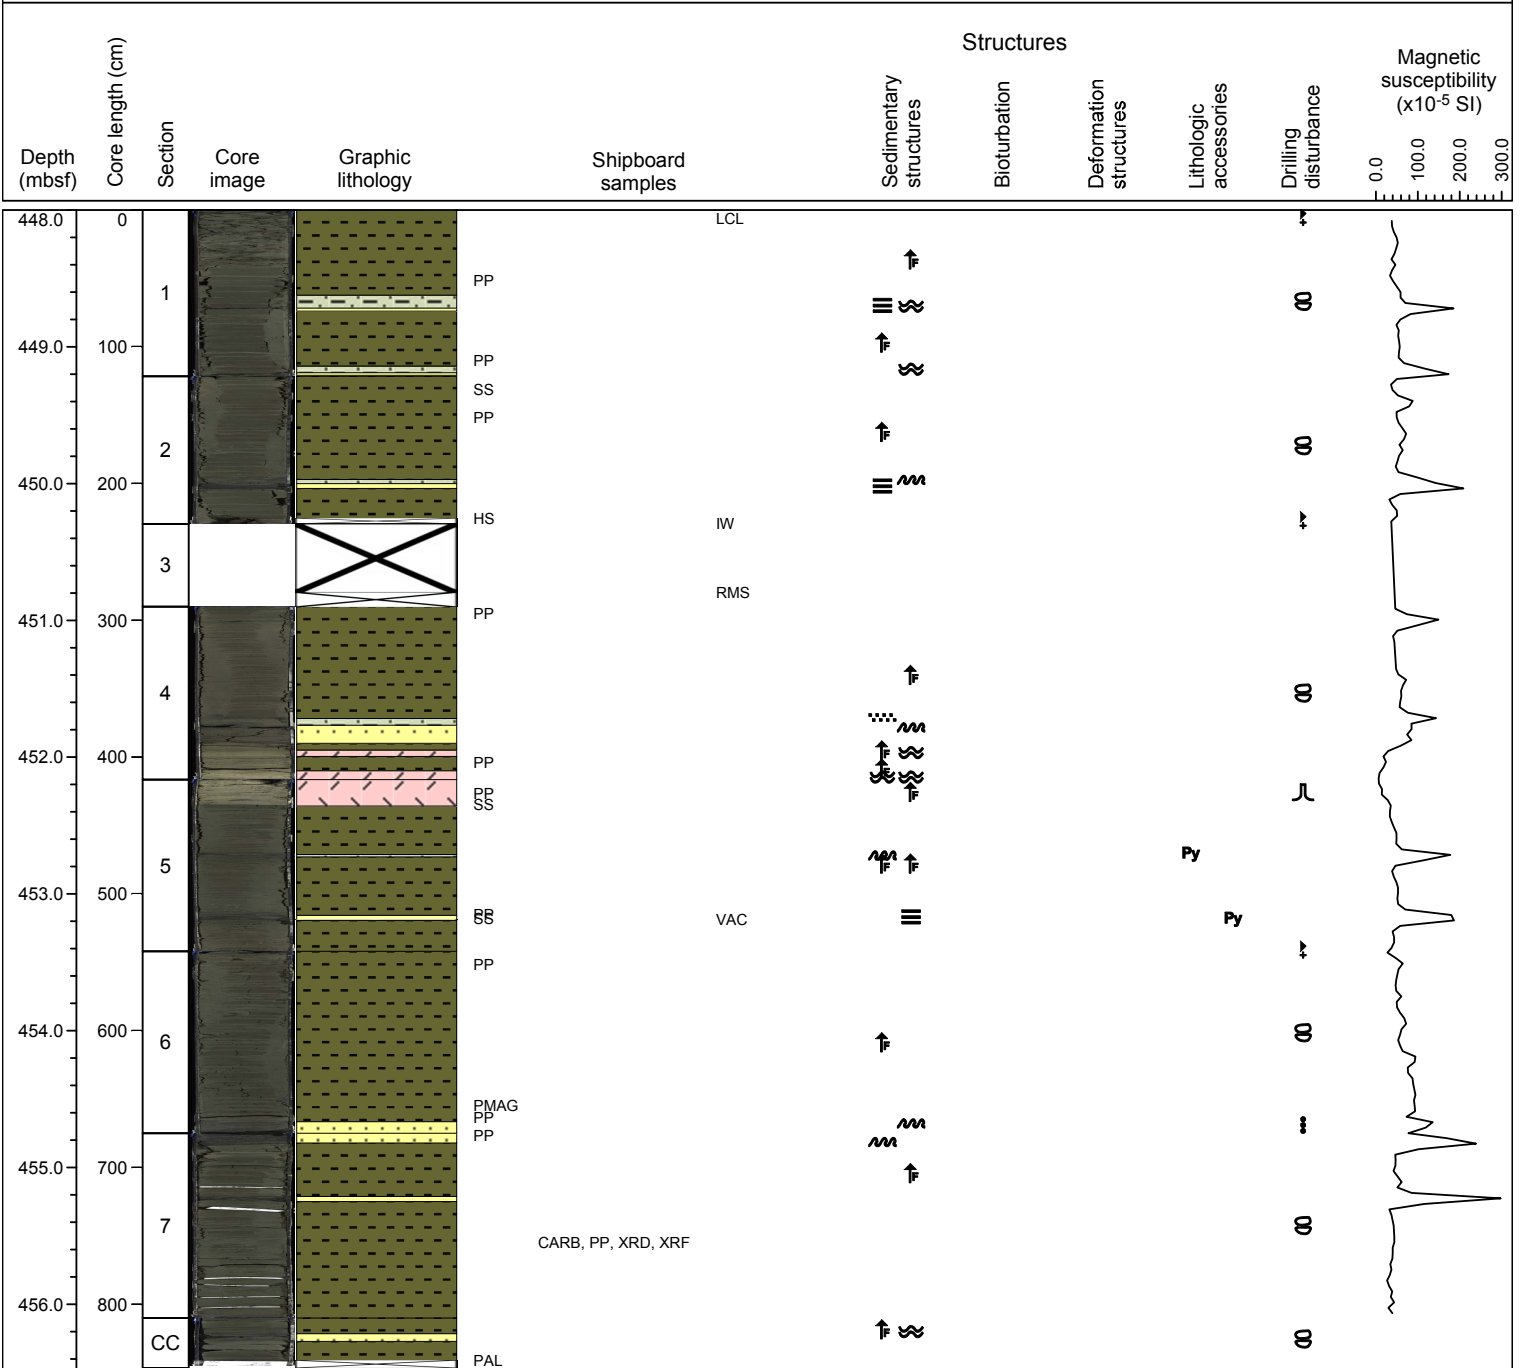 Structures
Depth
(mbsf)
Core length (cm)
Section
Core
image
Graphic
lithology
Shipboard
samples
Sedimentary
structures
Bioturbation
Deformation
structures
Lithologic
accessories
Drilling
disturbance
Magnetic
susceptibility
(x10-5 SI)
0.0
100.0
200.0
300.0
448.0 0 LCL
F
1 PP
F
449.0 100
PP
SS
PP
F
2
450.0 200
HS IW
3
RMS
451.0 300 PP
F
4
452.0 400 F
PP
F
PP F
SS
5 F F Py
453.0 500
PP
SS VAC Py
PP
454.0 600
6 F
PMAG
PP
PP
455.0 700 F
7
CARB, PP, XRD, XRF
456.0 800
F
CC
PAL